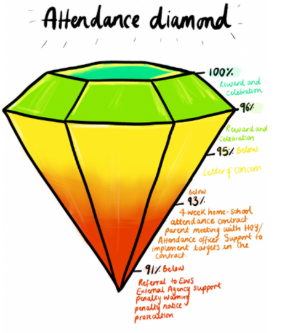 Attendance diamond
100%
Reward and
celebration
96%
Reward and
celebration
95% Below
Letter of concern
Below
93%
4 week home-school
attendance contract
Parent meeting with HOY/
Attendance officer Support to
implement targets in the
contract
91% Below
Referral to EWS
External Agency support
penalty warning
penalty notice
prosecution